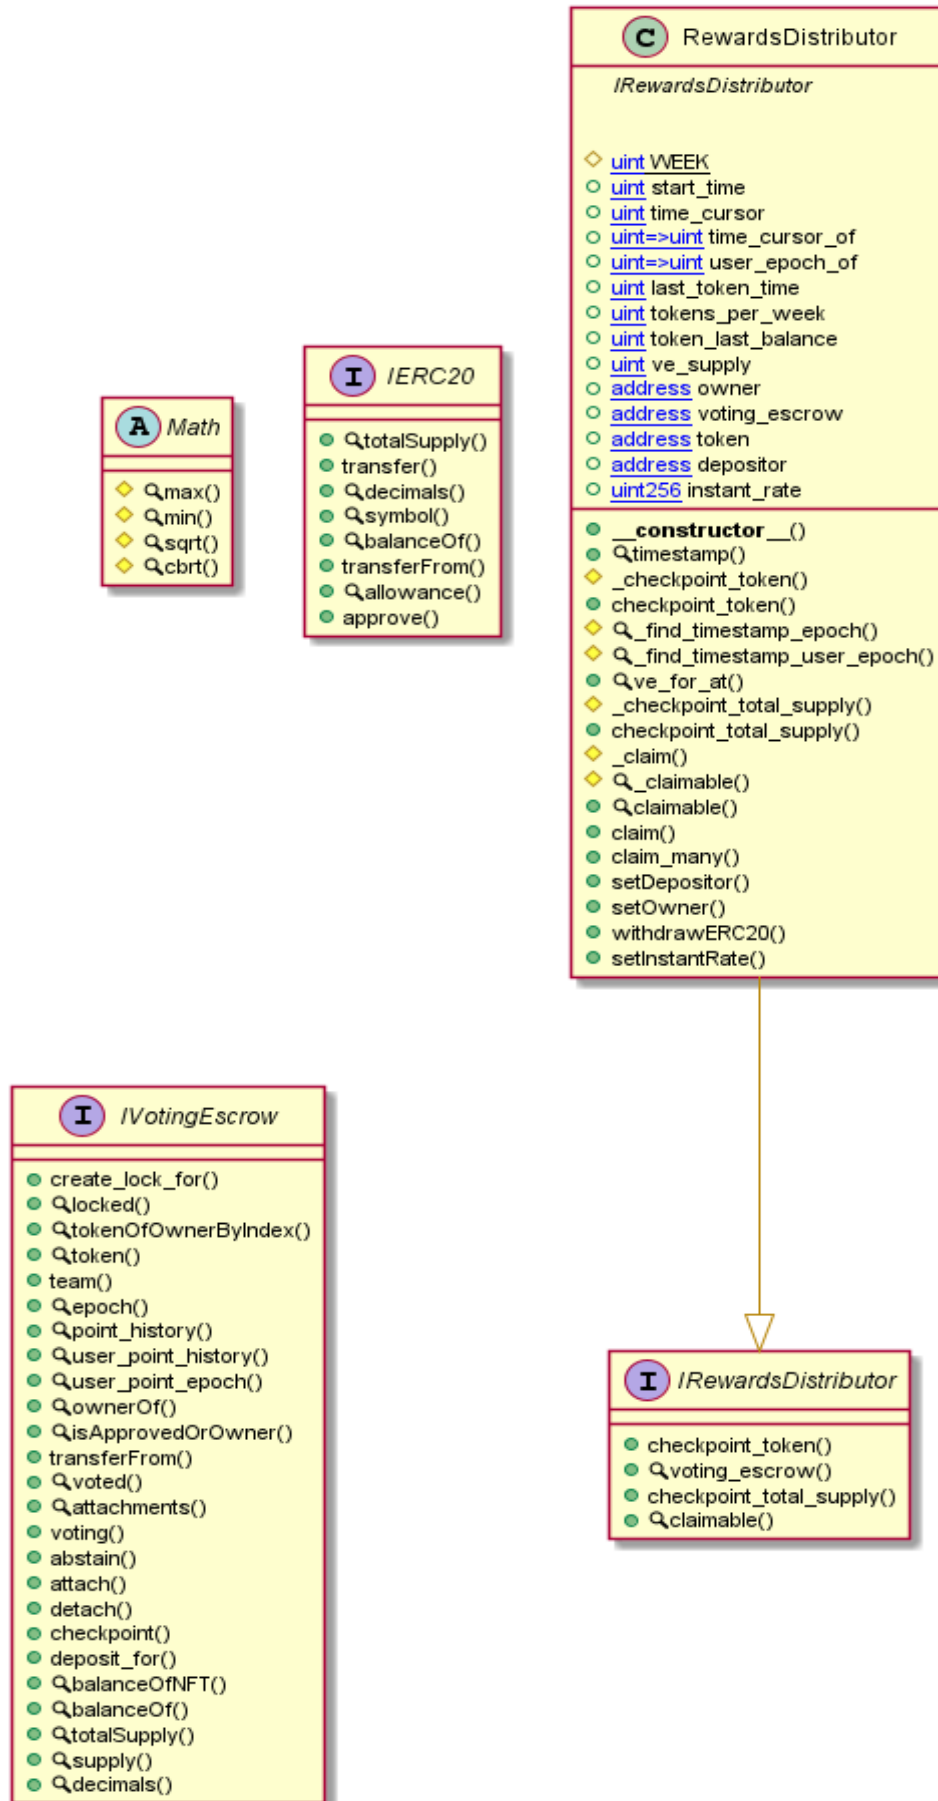 C RewardsDistributor
IRewardsDistributor
uint WEEK
uint start_time
uint time_cursor
uint=>uint time_cursor_of
uint=>uint user_epoch_of
uint last_token_time
uint tokens_per_week
uint token_last_balance
uint ve_supply
address owner
address voting_escrow
address token
address depositor
uint256 instant_rate
__constructor__()
timestamp()
_checkpoint_token()
checkpoint_token()
_find_timestamp_epoch()
_find_timestamp_user_epoch()
ve_for_at()
_checkpoint_total_supply()
checkpoint_total_supply()
_claim()
_claimable()
claimable()
claim()
claim_many()
setDepositor()
setOwner()
withdrawERC20()
setInstantRate()
I IERC20
totalSupply()
transfer()
decimals()
symbol()
balanceOf()
transferFrom()
allowance()
approve()
A Math
max()
min()
sqrt()
cbrt()
I IVotingEscrow
create_lock_for()
locked()
tokenOfOwnerByIndex()
token()
team()
epoch()
point_history()
user_point_history()
user_point_epoch()
ownerOf()
isApprovedOrOwner()
transferFrom()
voted()
attachments()
voting()
abstain()
attach()
detach()
checkpoint()
deposit_for()
balanceOfNFT()
balanceOf()
totalSupply()
supply()
decimals()
I IRewardsDistributor
checkpoint_token()
voting_escrow()
checkpoint_total_supply()
claimable()